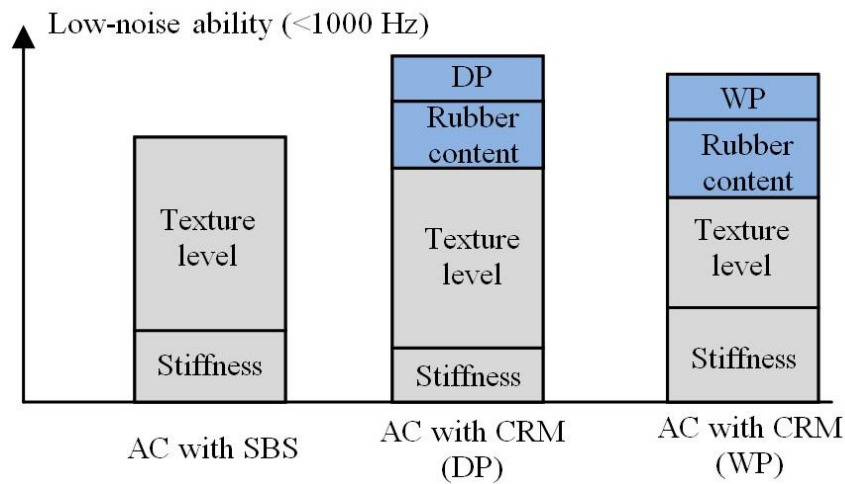 Low-noise ability (<1000 Hz)
Texture
level
Stiffness
AC with SBS
DP
Rubber
content
Texture
level
Stiffness
AC with CRM
(DP)
WP
Rubber
content
Texture
level
Stiffness
AC with CRM
(WP)